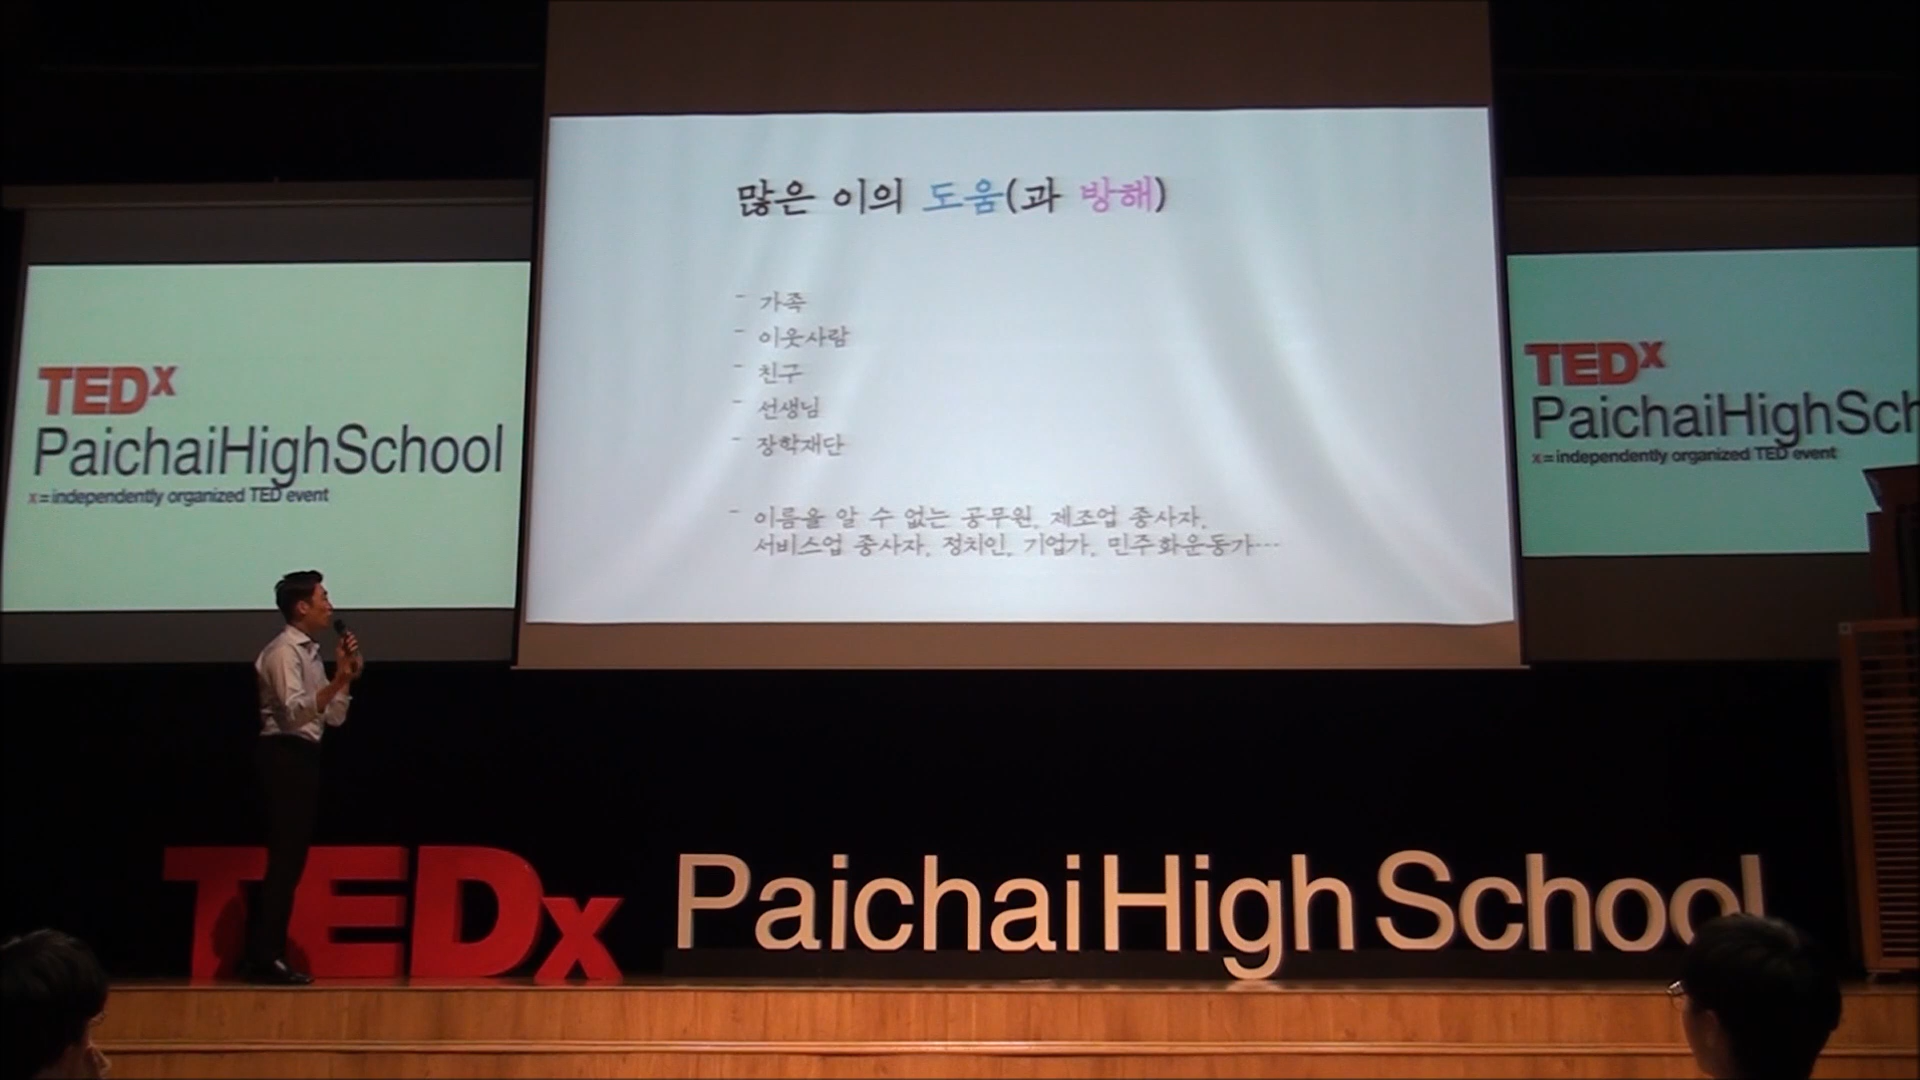 많은 이의 도움(과 방해)
- 가족
- 이웃사람
- 친구
- 선생님
- 장학재단
- 이름을 알 수 없는 공무원, 제조업 종사자,
서비스업 종사자, 정치인, 기업가, 민주화운동가…
TEDx
PaichaiHighSchool
x=independently organized TED event
TEDx
PaichaiHighSch
x=independently organized TED event
TEDx PaichaiHighSchool